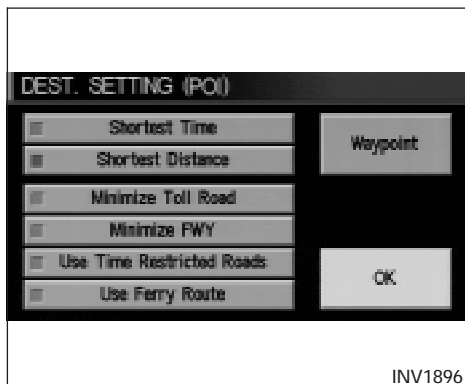 DEST. SETTING (POI)
Shortest Time
Shortest Distance
Waypoint
Minimize Toll Road
Minimize FWY
Use Time Restricted Roads
Use Ferry Route
OK
INV1896